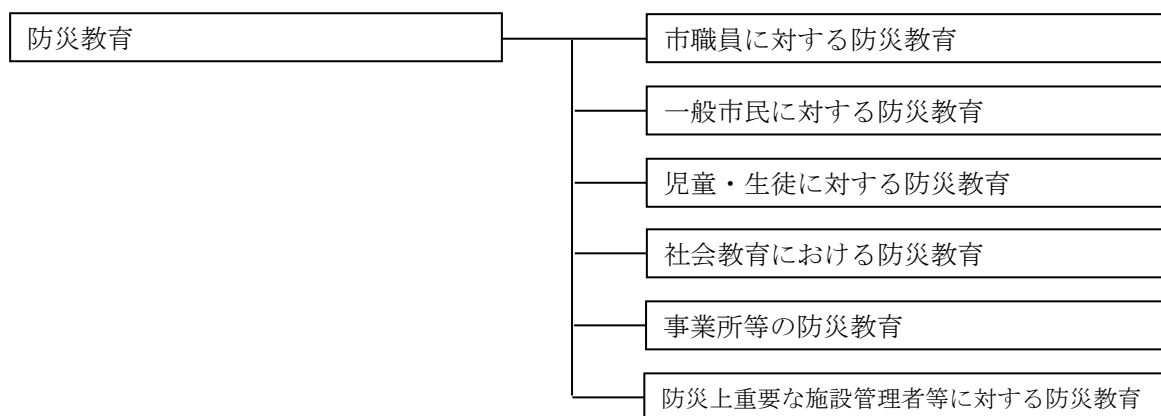 防災教育
市職員に対する防災教育
一般市民に対する防災教育
児童・生徒に対する防災教育
社会教育における防災教育
事業所等の防災教育
防災上重要な施設管理者等に対する防災教育